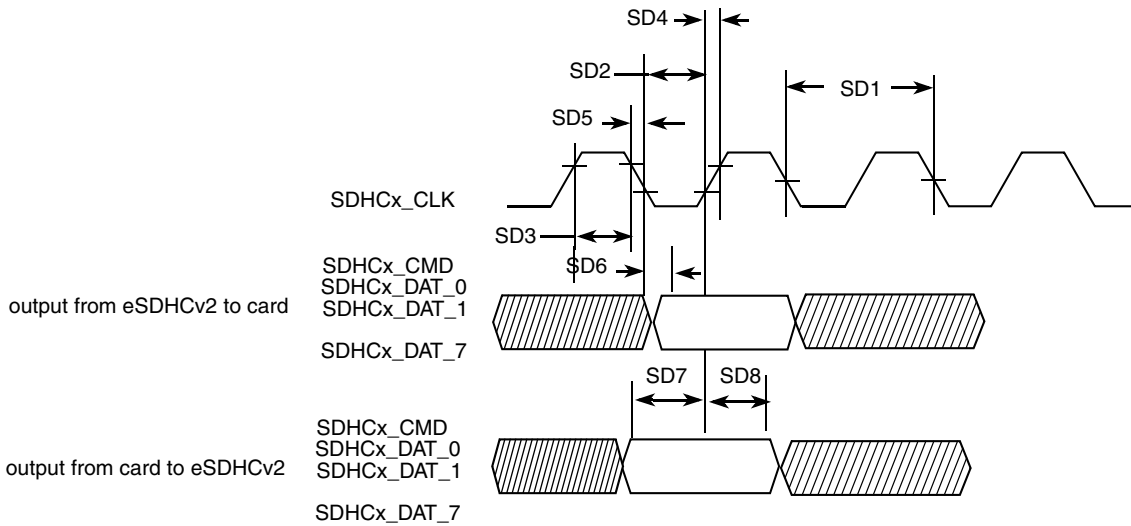 SD4
SD2
SD1
SD5
SDHCx_CLK
SD3
SDHCx_CMD
SD6
SDHCx_DAT_0
output from eSDHCv2 to card
SDHCx_DAT_1
SDHCx_DAT_7
SD7
SD8
SDHCx_CMD
SDHCx_DAT_0
output from card to eSDHCv2
SDHCx_DAT_1
SDHCx_DAT_7